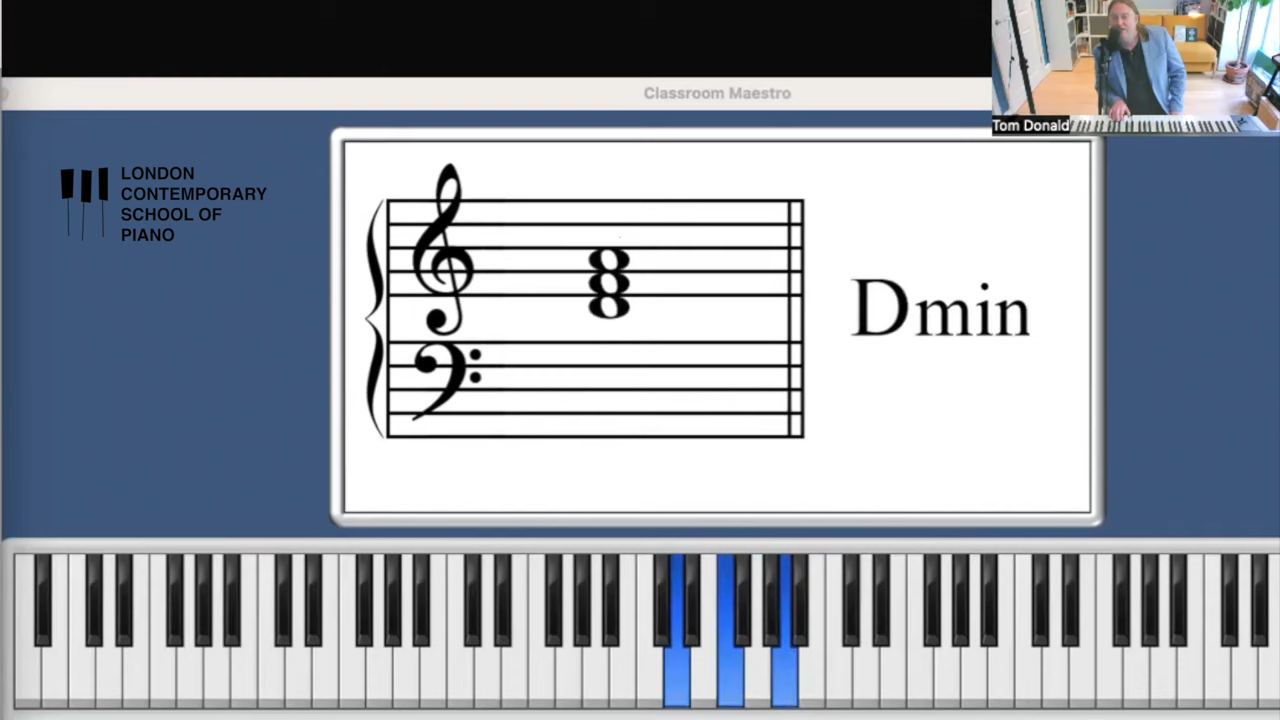 Classroom Maestro
Tom Donald
LONDON
CONTEMPORARY
SCHOOL OF
PIANO
Dmin